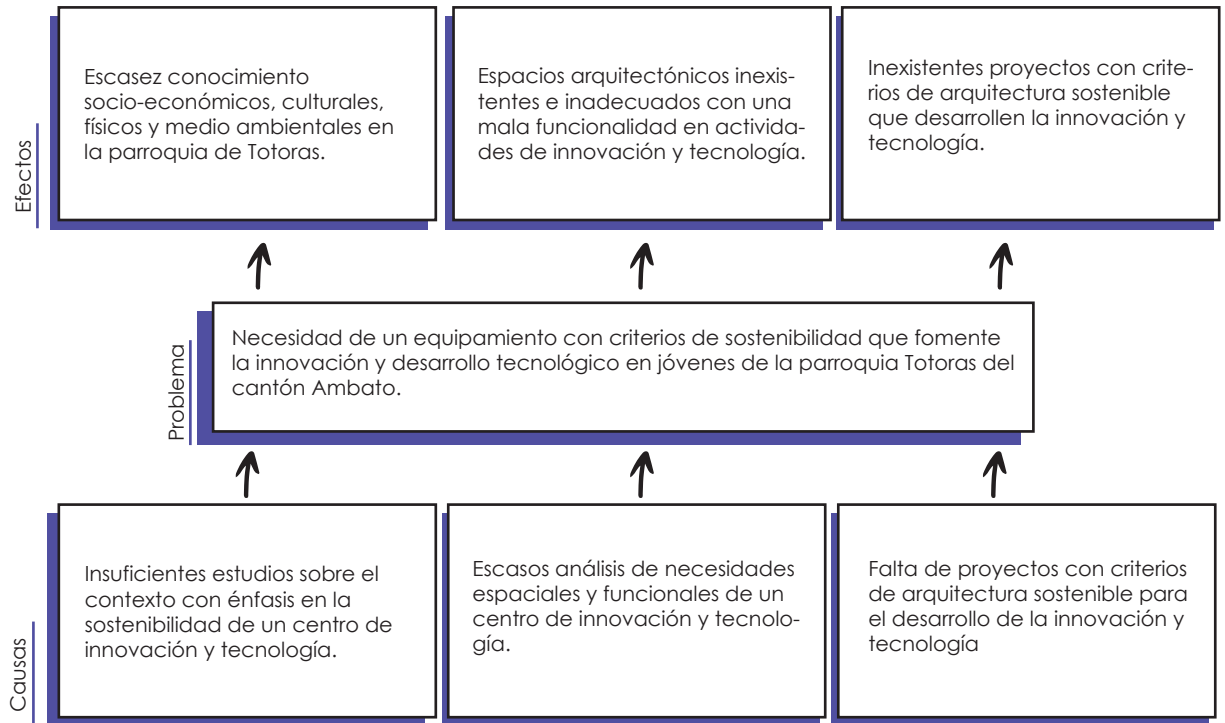 Efectos
Escasez conocimiento
socio-económicos, culturales,
físicos y medio ambientales en
la parroquia de Totoras.
Espacios arquitectónicos inexis-
tentes e inadecuados con una
mala funcionalidad en activida-
des de innovación y tecnología.
Inexistentes proyectos con crite-
rios de arquitectura sostenible
que desarrollen la innovación y
tecnología.
Problema
Necesidad de un equipamiento con criterios de sostenibilidad que fomente
la innovación y desarrollo tecnológico en jóvenes de la parroquia Totoras del
cantón Ambato.
Causas
Insuficientes estudios sobre el
contexto con énfasis en la
sostenibilidad de un centro de
innovación y tecnología.
Escasos análisis de necesidades
espaciales y funcionales de un
centro de innovación y tecnolo-
gía.
Falta de proyectos con criterios
de arquitectura sostenible para
el desarrollo de la innovación y
tecnología